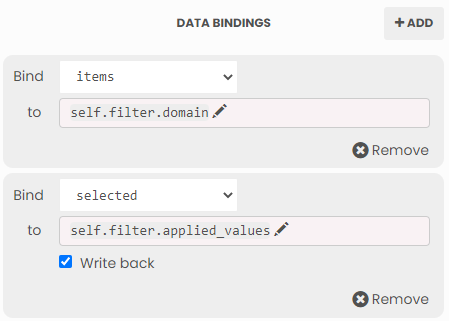 DATA BINDINGS
+ ADD
Bind items
to self.filter.domain
Remove
Bind selected
to self.filter.applied_values
Write back
Remove